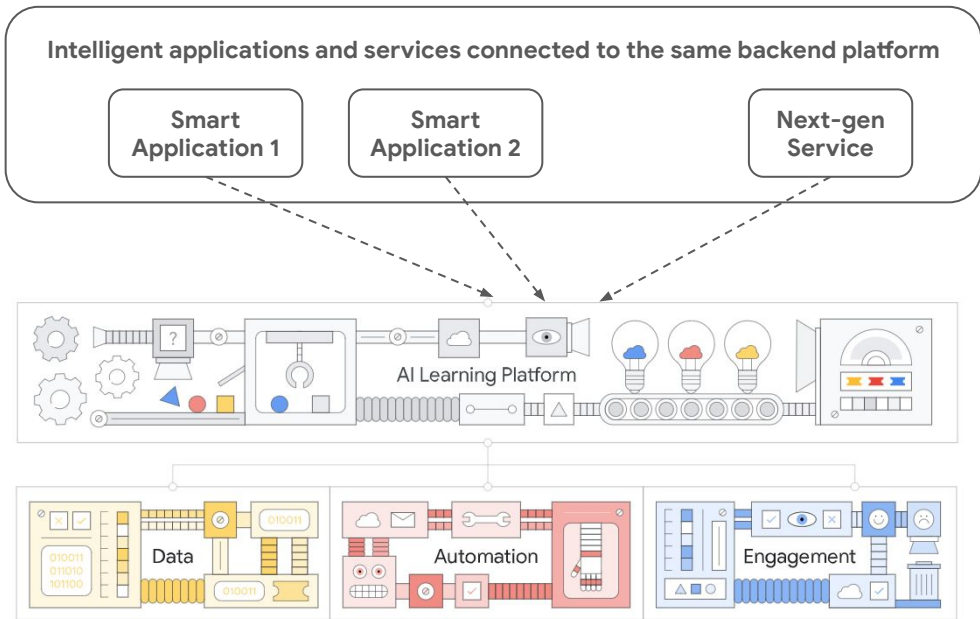 Intelligent applications and services connected to the same backend platform
Smart
Application 1
Smart
Application 2
Next-gen
Service
?
AI Learning Platform
010011
010011
011010
101100
Data
010011
Automation
Engagement